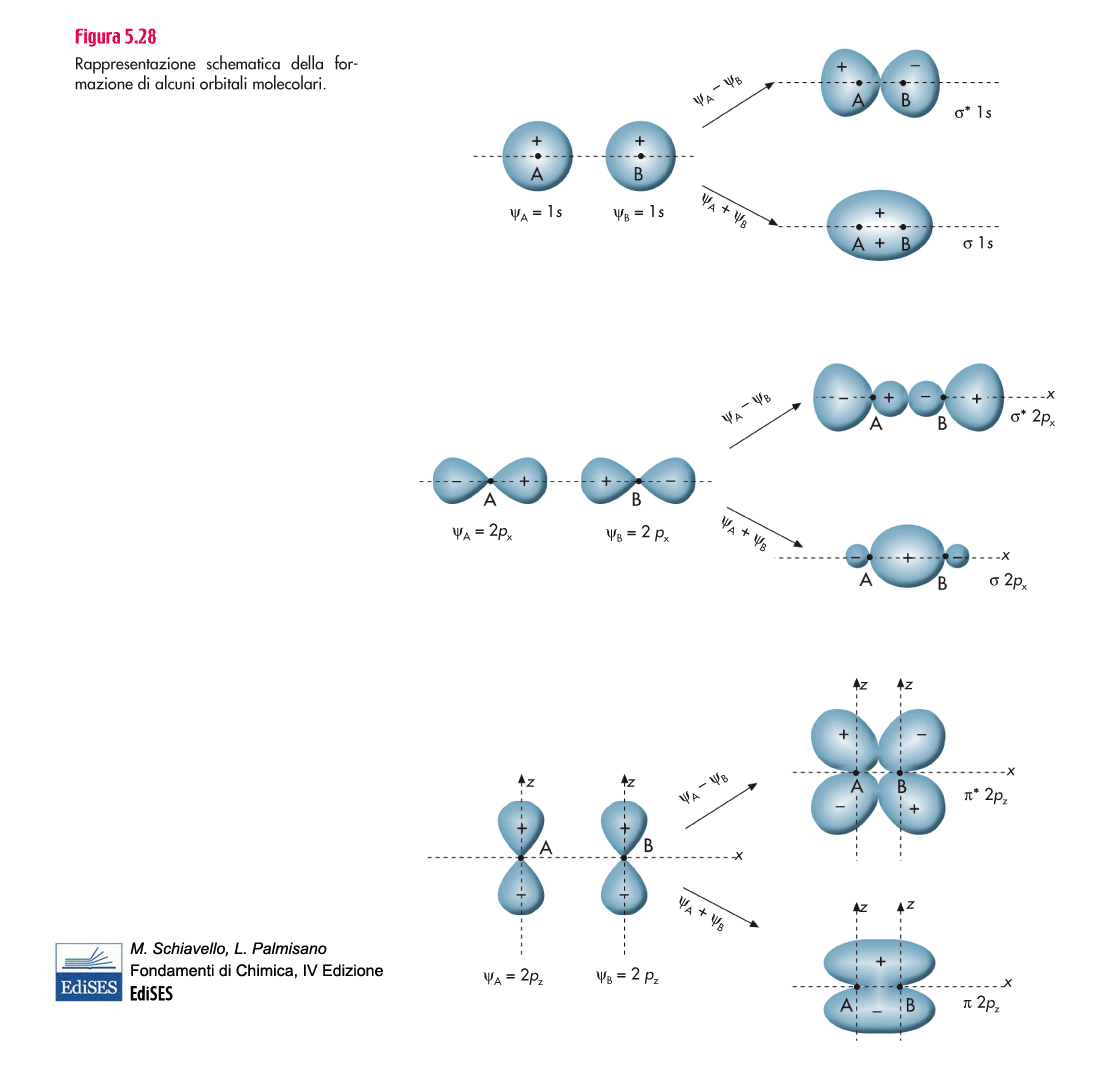 Figura 5.28
Rappresentazione schematica della for-
mazione di alcuni orbitali molecolari.
+ −
A B
σ* 1s
ψA − ψB
+ +
A B
ψA = 1s ψB = 1s
ψA + ψB
+
A + B
σ 1s
− + − + x
A B
σ* 2px
ψA − ψB
− + + −
A B
ψA = 2px ψB = 2 px
ψA + ψB
− + − x
A B
σ 2px
z z
+ −
x
A B
π* 2pz
− +
ψA − ψB
z z
+ +
A B
x
− −
ψA + ψB
ψA = 2pz ψB = 2 pz
z z
+
x
A B
π 2pz
−
EdiSES
M. Schiavello, L. Palmisano
Fondamenti di Chimica, IV Edizione
EdiSES